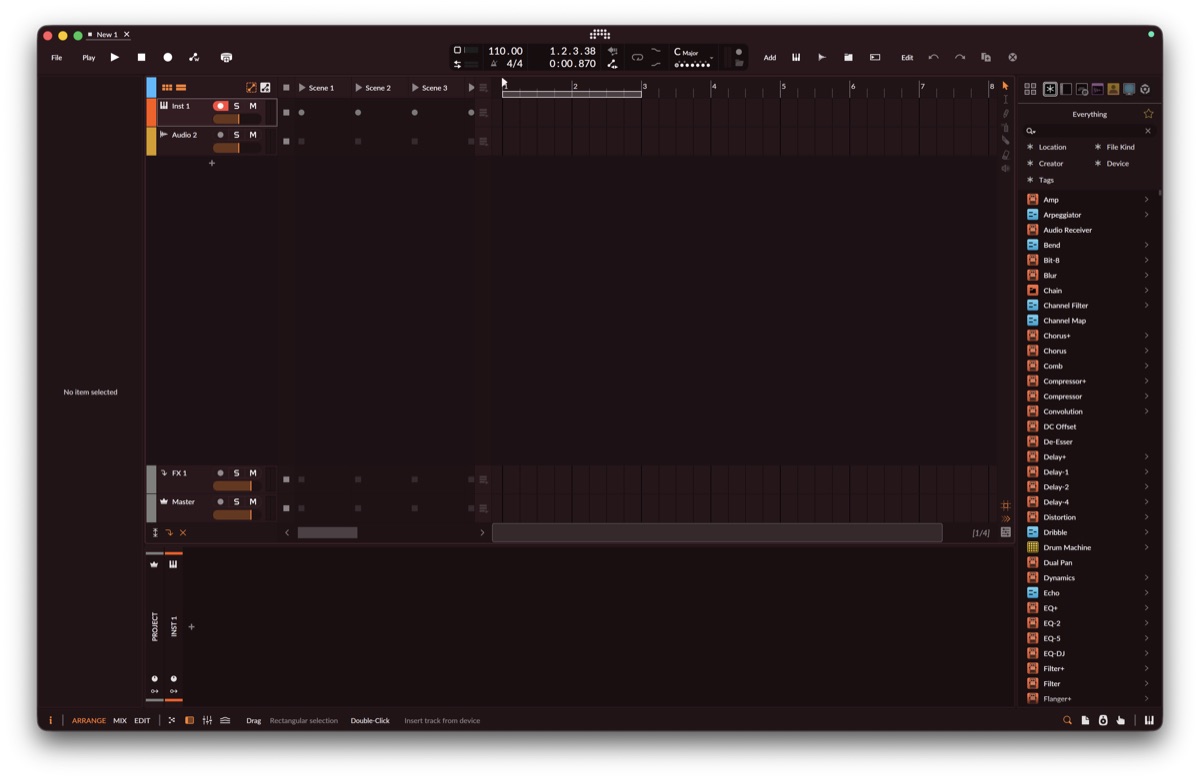 New 1
File Play 110.00 4/4 1.2.3.38 0:00.870 C Major Add Edit
Scene 1 Scene 2 Scene 3 1 2 3 4 5 6 7 8
Inst 1 S M
Audio 2 S M
+
No item selected
FX 1 S M
Master S M
[1/4]
PROJECT
INST 1
+
Everything
Location File Kind
Creator Device
Tags
Amp
Arpeggiator
Audio Receiver
Bend
Bit-8
Blur
Chain
Channel Filter
Channel Map
Chorus+
Chorus
Comb
Compressor+
Compressor
Convolution
DC Offset
De-Esser
Delay+
Delay-1
Delay-2
Delay-4
Distortion
Dribble
Drum Machine
Dual Pan
Dynamics
Echo
EQ+
EQ-2
EQ-5
EQ-DJ
Filter+
Filter
Flanger+
i ARRANGE MIX EDIT Drag Rectangular selection Double-Click Insert track from device